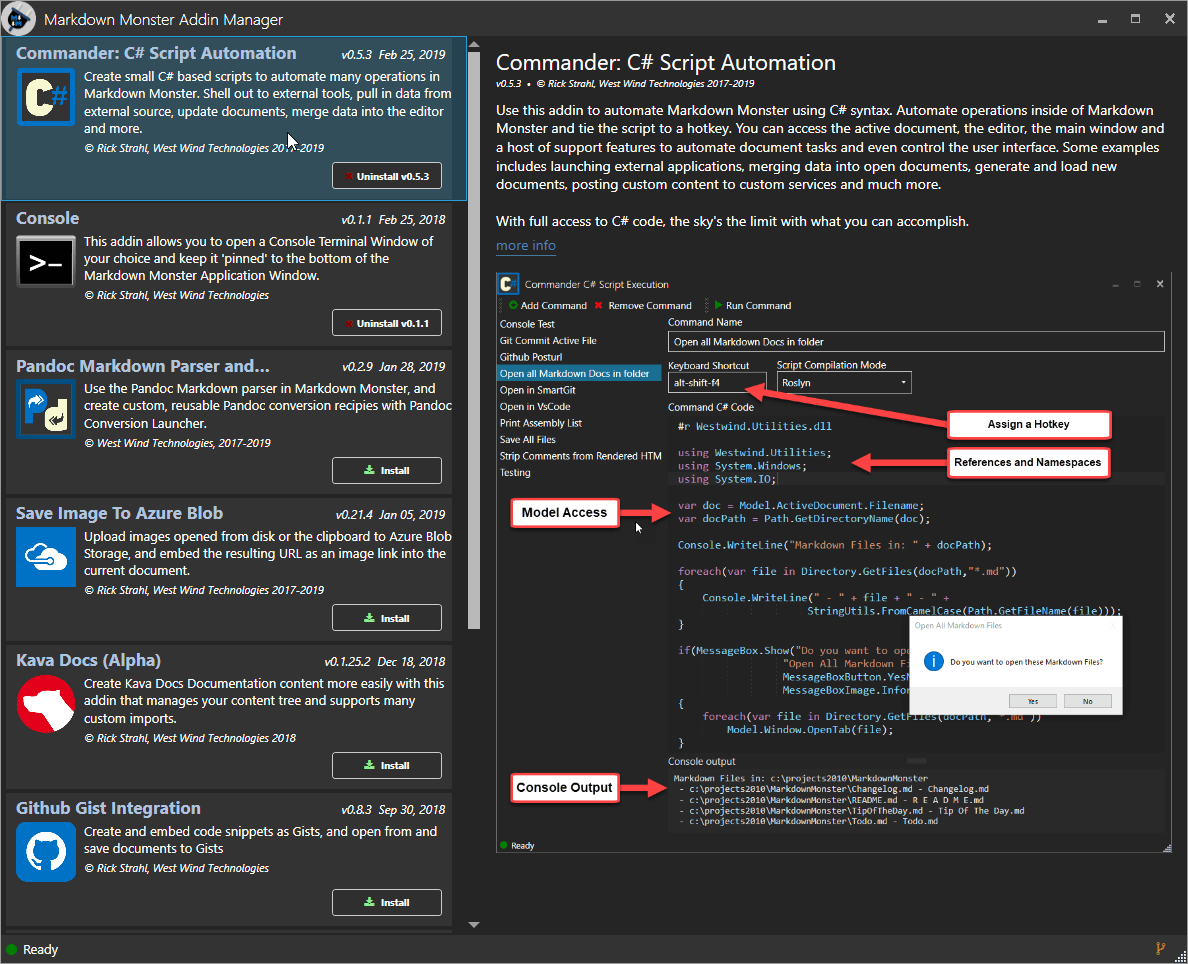 Markdown Monster Addin Manager
Commander: C# Script Automation
v0.5.3 Feb 25, 2019
Create small C# based scripts to automate many operations in
Markdown Monster. Shell out to external tools, pull in data from
external source, update documents, merge data into the editor
and more.
© Rick Strahl, West Wind Technologies 2017-2019
Uninstall v0.5.3
Console
v0.1.1 Feb 25, 2018
This addin allows you to open a Console Terminal Window of
your choice and keep it 'pinned' to the bottom of the
Markdown Monster Application Window.
© Rick Strahl, West Wind Technologies
Uninstall v0.1.1
Pandoc Markdown Parser and...
v0.2.9 Jan 28, 2019
Use the Pandoc Markdown parser in Markdown Monster, and
create custom, reusable Pandoc conversion recipies with Pandoc
Conversion Launcher.
© West Wind Technologies, 2017-2019
Install
Save Image To Azure Blob
v0.21.4 Jan 05, 2019
Upload images opened from disk or the clipboard to Azure Blob
Storage, and embed the resulting URL as an image link into the
current document.
© Rick Strahl, West Wind Technologies 2017-2019
Install
Kava Docs (Alpha)
v0.1.25.2 Dec 18, 2018
Create Kava Docs Documentation content more easily with this
addin that manages your content tree and supports many
custom imports.
© Rick Strahl, West Wind Technologies 2018
Install
Github Gist Integration
v0.8.3 Sep 30, 2018
Create and embed code snippets as Gists, and open from and
save documents to Gists
© Rick Strahl, West Wind Technologies
Install
Commander: C# Script Automation
v0.5.3 • © Rick Strahl, West Wind Technologies 2017-2019
Use this addin to automate Markdown Monster using C# syntax. Automate operations inside of Markdown
Monster and tie the script to a hotkey. You can access the active document, the editor, the main window and
a host of support features to automate document tasks and even control the user interface. Some examples
includes launching external applications, merging data into open documents, generate and load new
documents, posting custom content to custom services and much more.
With full access to C# code, the sky's the limit with what you can accomplish.
more info
C#
Commander C# Script Execution
Add Command Remove Command Run Command
Console Test
Git Commit Active File
Github Posturl
Open all Markdown Docs in folder
Open in SmartGit
Open in VsCode
Print Assembly List
Save All Files
Strip Comments from Rendered HTM
Testing
Command Name
Open all Markdown Docs in folder
Keyboard Shortcut Script Compilation Mode
alt-shift-f4 Roslyn
Command C# Code
Assign a Hotkey
References and Namespaces
Model Access
#r Westwind.Utilities.dll
using Westwind.Utilities;
using System.Windows;
using System.IO;
var doc = Model.ActiveDocument.Filename;
var docPath = Path.GetDirectoryName(doc);
Console.WriteLine("Markdown Files in: " + docPath);
foreach(var file in Directory.GetFiles(docPath,"*.md"))
{
Console.WriteLine(" - " + file + " - " +
StringUtils.FromCamelCase(Path.GetFileName(file)));
}
if(MessageBox.Show("Do you want to ope
"Open All Markdown Fi
MessageBoxButton.YesN
MessageBoxImage.Infor
{
foreach(var file in Directory.GetFiles(docPath, "*.md"))
Model.Window.OpenTab(file);
}
Open All Markdown Files
Do you want to open these Markdown Files?
Yes No
Console output
Console Output
Markdown Files in: c:\projects2010\MarkdownMonster
- c:\projects2010\MarkdownMonster\Changelog.md - Changelog.md
- c:\projects2010\MarkdownMonster\README.md - R E A D M E.md
- c:\projects2010\MarkdownMonster\TipOfTheDay.md - Tip Of The Day.md
- c:\projects2010\MarkdownMonster\Todo.md - Todo.md
Ready
Ready